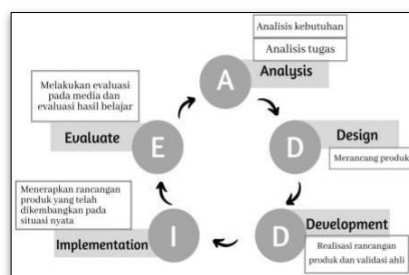 Analisis kebutuhan
Analisis tugas
A
Analysis
Melakukan evaluasi
pada media dan
evaluasi hasil belajar
Evaluate
E
D
Design
Merancang produk
Menerapkan rancangan
produk yang telah
dikembangkan pada
situasi nyata
Implementation
I
D
Development
Realisasi rancangan
produk dan validasi ahli